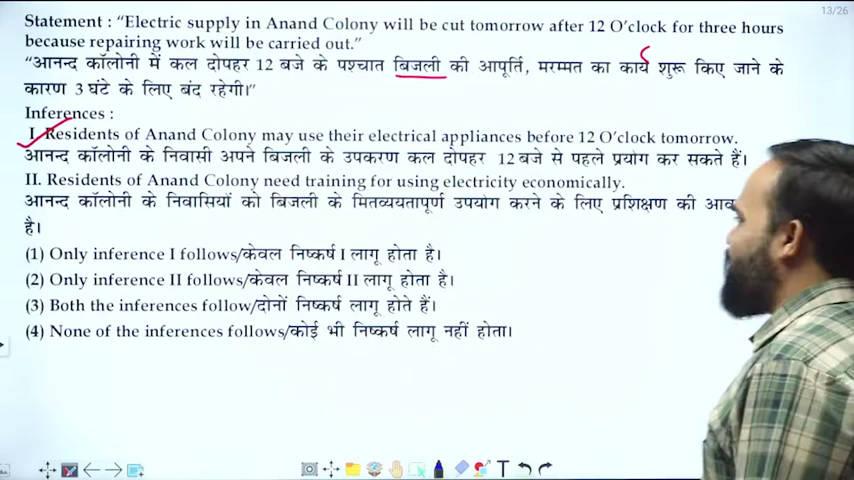 13/26
Statement : “Electric supply in Anand Colony will be cut tomorrow after 12 O'clock for three hours
because repairing work will be carried out.”
“आनन्द कॉलोनी में कल दोपहर 12 बजे के पश्चात बिजली की आपूर्ति, मरम्मत का कार्य शुरू किए जाने के
कारण 3 घंटे के लिए बंद रहेगी।”
Inferences :
I. Residents of Anand Colony may use their electrical appliances before 12 O'clock tomorrow.
आनन्द कॉलोनी के निवासी अपने बिजली के उपकरण कल दोपहर 12 बजे से पहले प्रयोग कर सकते हैं।
II. Residents of Anand Colony need training for using electricity economically.
आनन्द कॉलोनी के निवासियों को बिजली के मितव्ययतापूर्ण उपयोग करने के लिए प्रशिक्षण की
है।
(1) Only inference I follows/केवल निष्कर्ष I लागू होता है।
(2) Only inference II follows/केवल निष्कर्ष II लागू होता है।
(3) Both the inferences follow/दोनों निष्कर्ष लागू होते हैं।
(4) None of the inferences follows/कोई भी निष्कर्ष लागू नहीं होता।